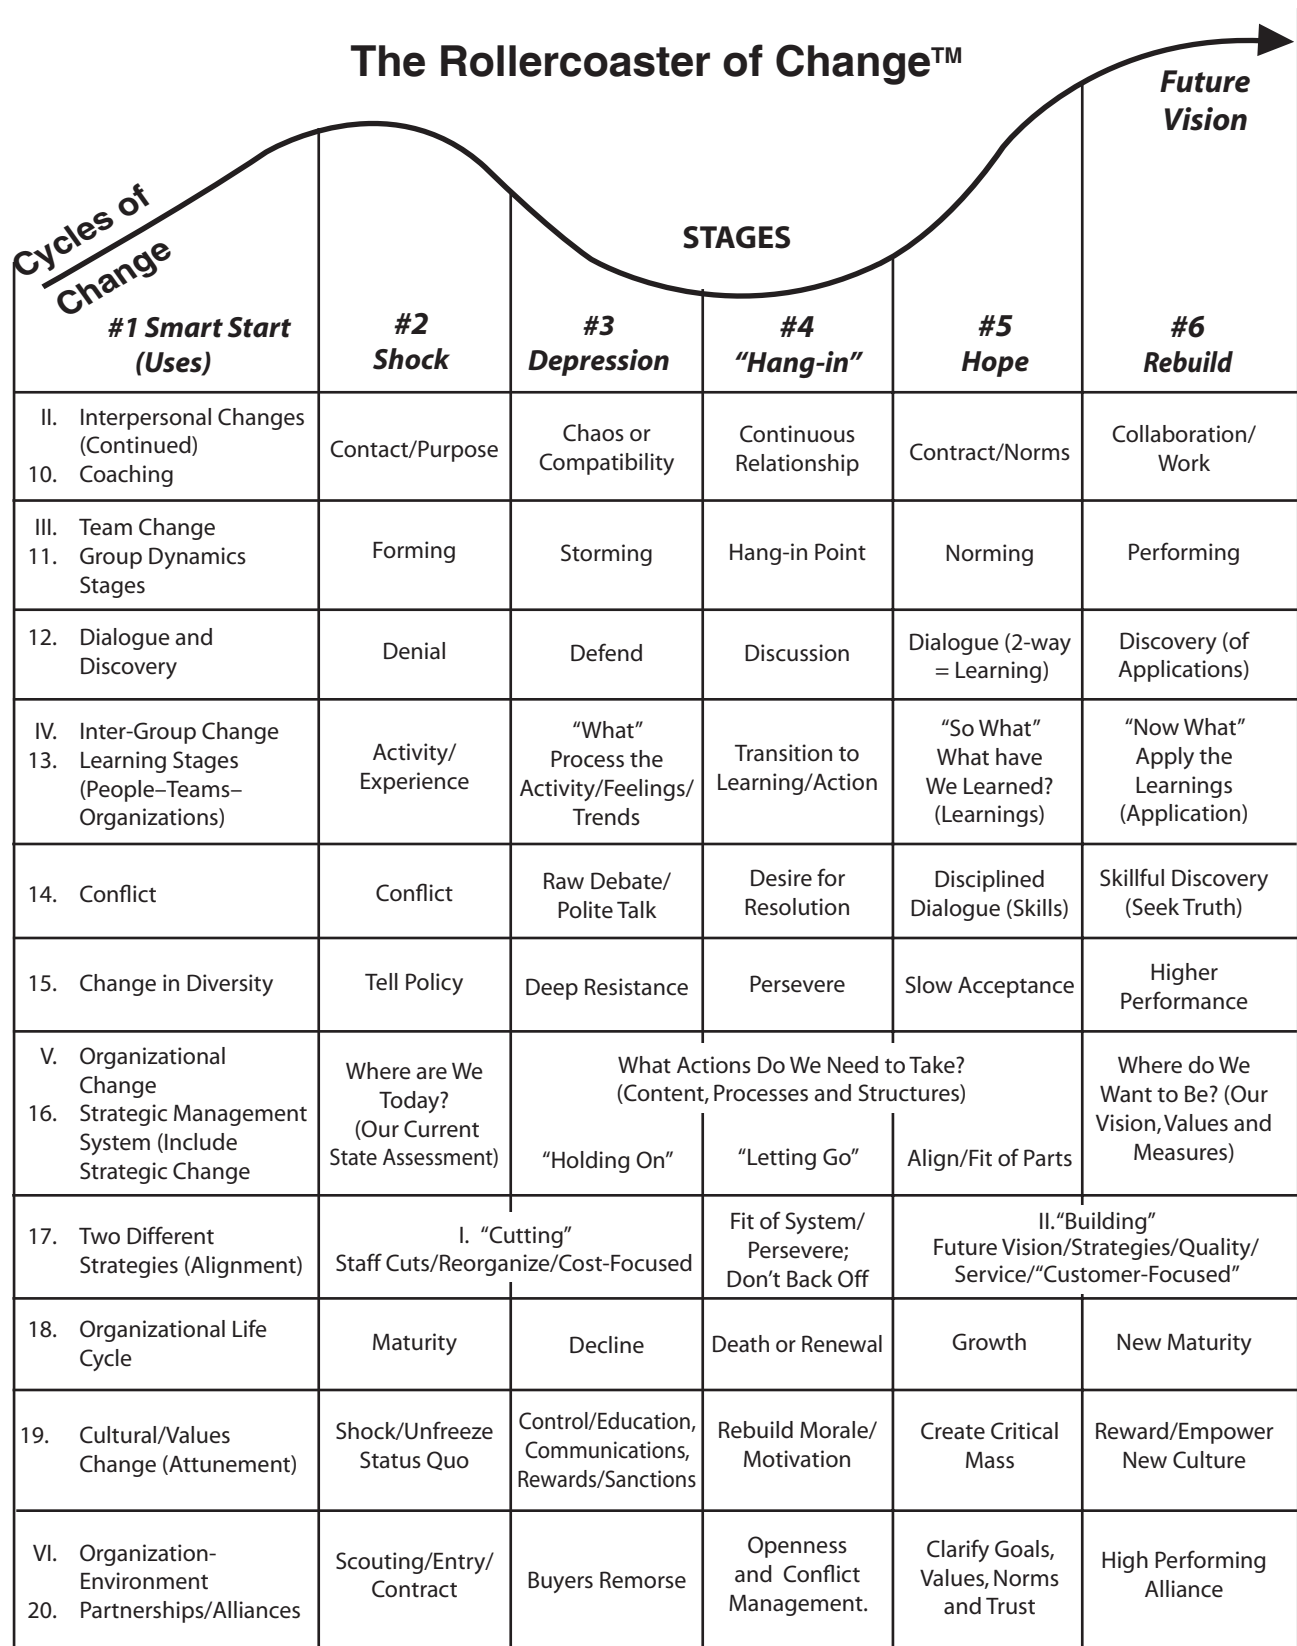 The Rollercoaster of Change™
Future
Vision
Cycles of
Change
STAGES
#1 Smart Start
(Uses)
#2
Shock
#3
Depression
#4
“Hang-in”
#5
Hope
#6
Rebuild
II. Interpersonal Changes
(Continued)
10. Coaching
Contact/Purpose
Chaos or
Compatibility
Continuous
Relationship
Contract/Norms
Collaboration/
Work
III. Team Change
11. Group Dynamics
Stages
Forming
Storming
Hang-in Point
Norming
Performing
12. Dialogue and
Discovery
Denial
Defend
Discussion
Dialogue (2-way
= Learning)
Discovery (of
Applications)
IV. Inter-Group Change
13. Learning Stages
(People–Teams–
Organizations)
Activity/
Experience
“What”
Process the
Activity/Feelings/
Trends
Transition to
Learning/Action
“So What”
What have
We Learned?
(Learnings)
“Now What”
Apply the
Learnings
(Application)
14. Conflict
Conflict
Raw Debate/
Polite Talk
Desire for
Resolution
Disciplined
Dialogue (Skills)
Skillful Discovery
(Seek Truth)
15. Change in Diversity
Tell Policy
Deep Resistance
Persevere
Slow Acceptance
Higher
Performance
V. Organizational
Change
16. Strategic Management
System (Include
Strategic Change
Where are We
Today?
(Our Current
State Assessment)
What Actions Do We Need to Take?
(Content, Processes and Structures)
“Holding On”
“Letting Go”
Align/Fit of Parts
Where do We
Want to Be? (Our
Vision, Values and
Measures)
17. Two Different
Strategies (Alignment)
I. “Cutting”
Staff Cuts/Reorganize/Cost-Focused
Fit of System/
Persevere;
Don’t Back Off
II.“Building”
Future Vision/Strategies/Quality/
Service/“Customer-Focused”
18. Organizational Life
Cycle
Maturity
Decline
Death or Renewal
Growth
New Maturity
19. Cultural/Values
Change (Attunement)
Shock/Unfreeze
Status Quo
Control/Education,
Communications,
Rewards/Sanctions
Rebuild Morale/
Motivation
Create Critical
Mass
Reward/Empower
New Culture
VI. Organization-
Environment
20. Partnerships/Alliances
Scouting/Entry/
Contract
Buyers Remorse
Openness
and Conflict
Management.
Clarify Goals,
Values, Norms
and Trust
High Performing
Alliance